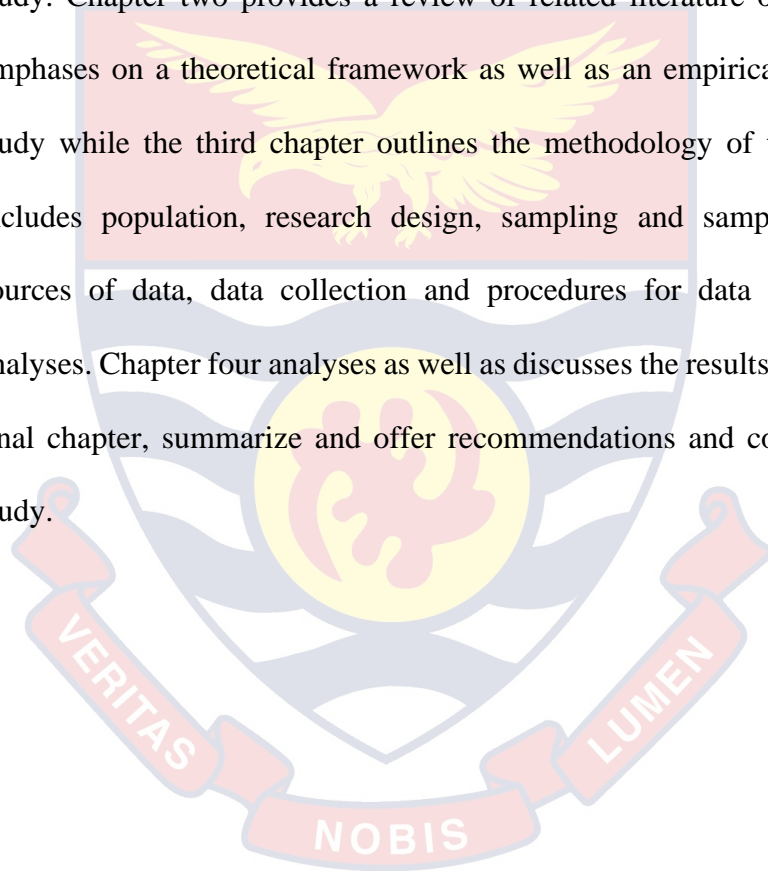 udy. Chapter two provides a review of related literature o
mphases on a theoretical framework as well as an empirica
udy while the third chapter outlines the methodology of
cludes population, research design, sampling and samp
ources of data, data collection and procedures for data
nalyses. Chapter four analyses as well as discusses the results
nal chapter, summarize and offer recommendations and co
udy.
VERITAS
NOBIS
LUMEN